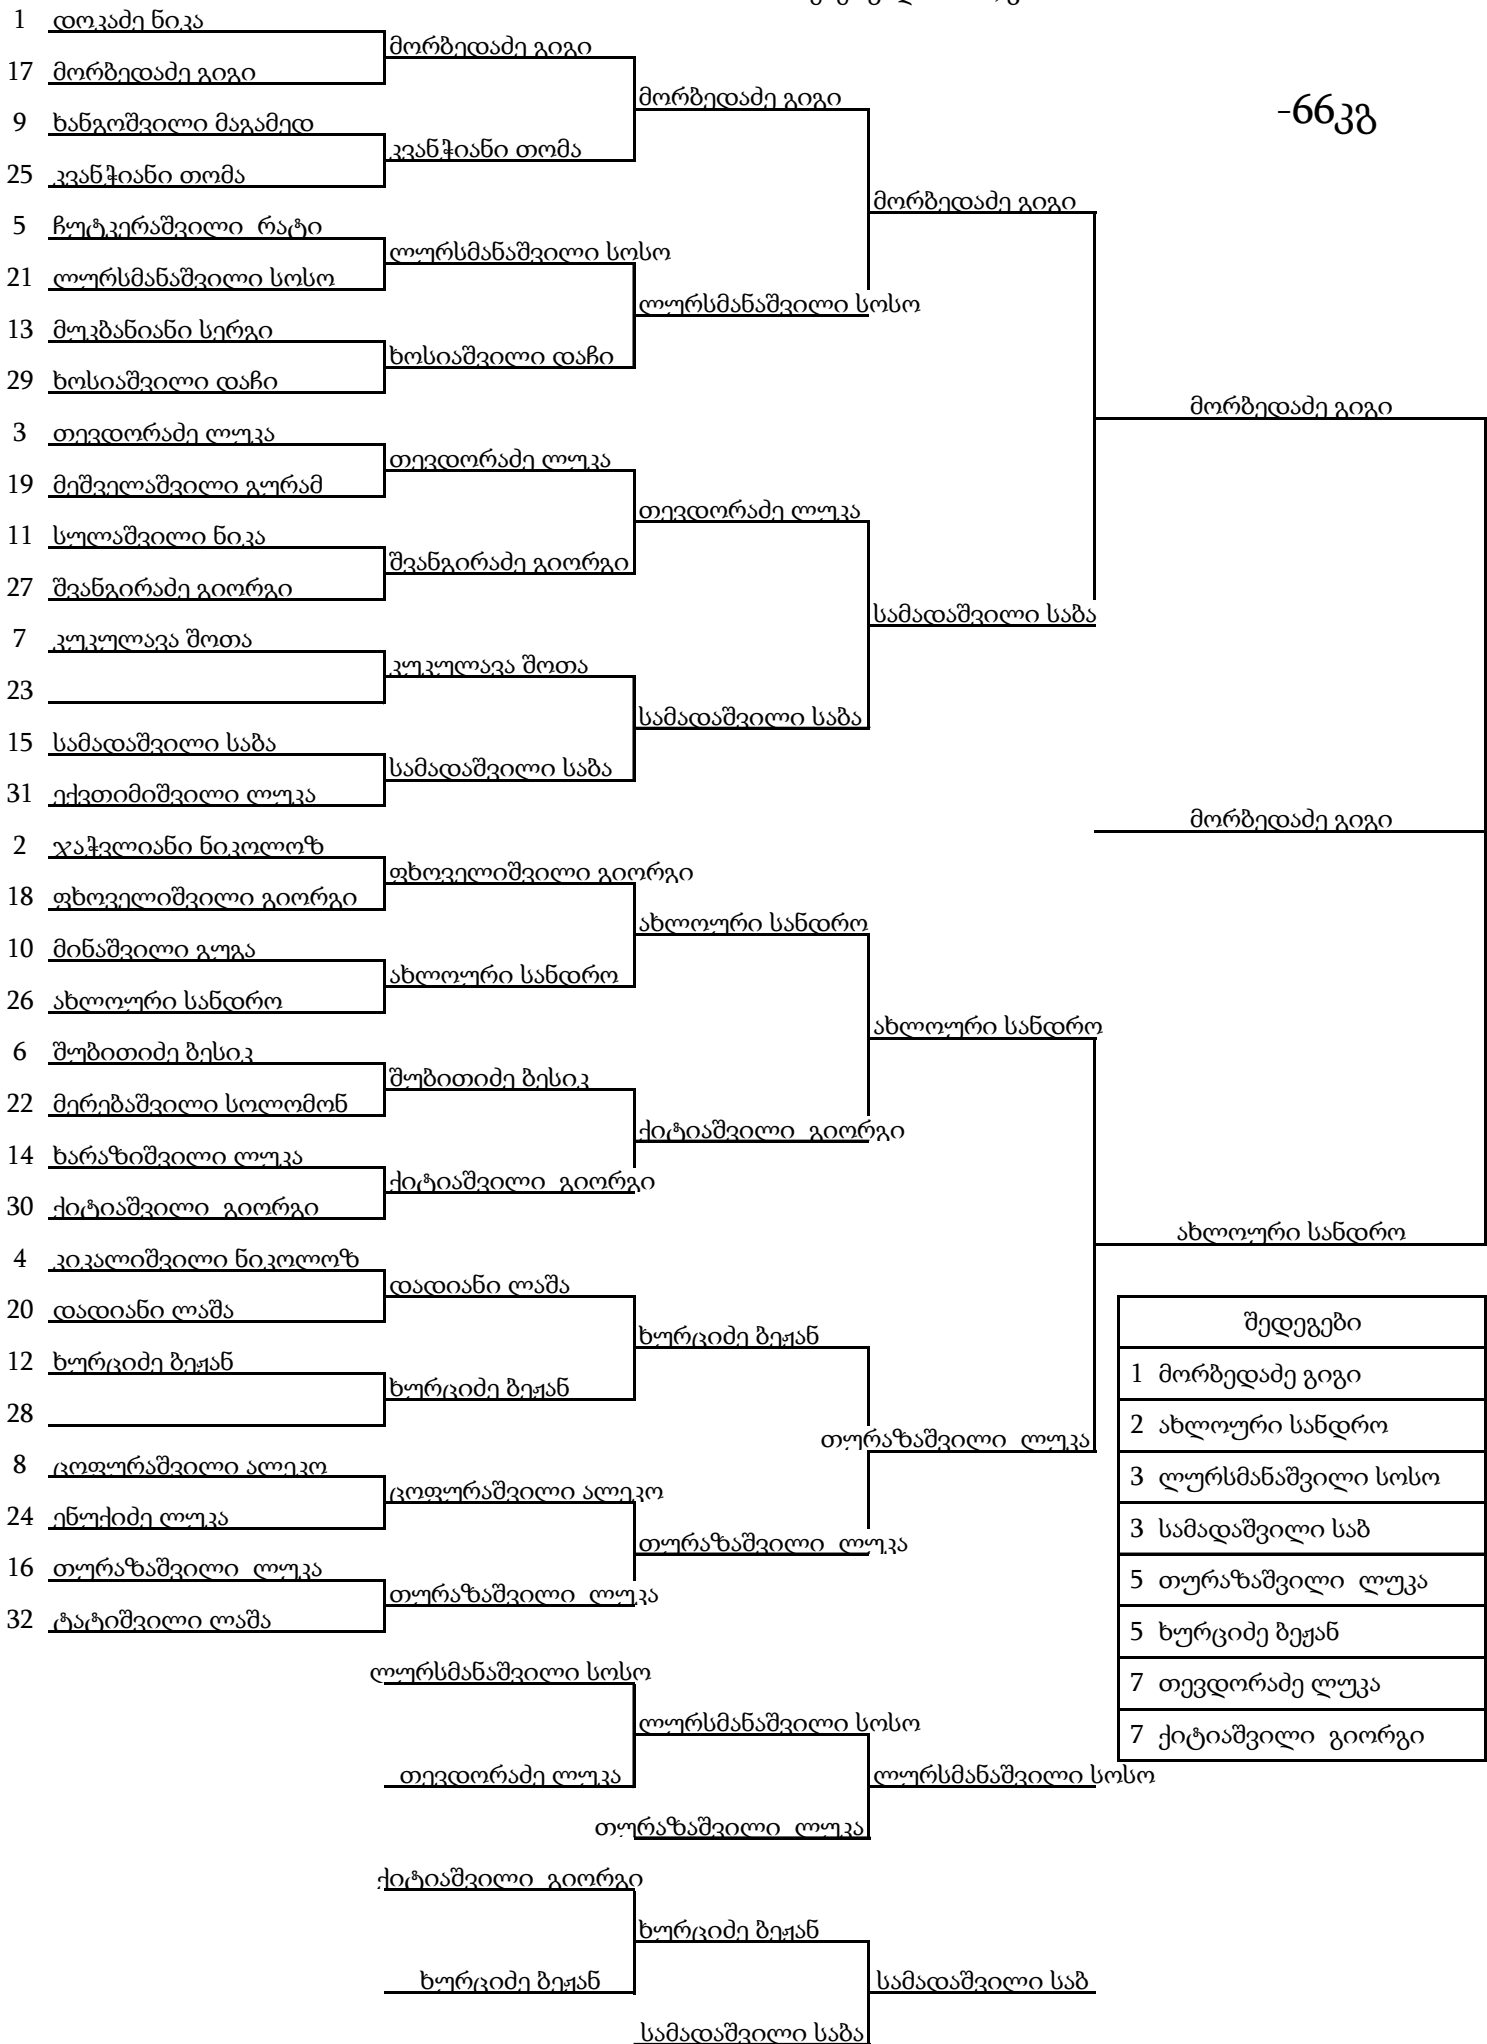 -66კგ
1 დოკაძე ნიკა
17 მორბედაძე გიგი
9 ხანგოშვილი მაგამედ
25 კვანჭიანი თომა
5 ჩუტკერაშვილი რატი
21 ლურსმანაშვილი სოსო
13 მუკბანიანი სერგი
29 ხოსიაშვილი დაჩი
3 თევდორაძე ლუკა
19 მეშველაშვილი გურამ
11 სულაშვილი ნიკა
27 შვანგირაძე გიორგი
7 კუკულავა შოთა
23
15 სამადაშვილი საბა
31 ექვთიმიშვილი ლუკა
2 ჯაჭვლიანი ნიკოლოზ
18 ფხოველიშვილი გიორგი
10 მინაშვილი გუგა
26 ახლოური სანდრო
6 შუბითიძე ბესიკ
22 მერებაშვილი სოლომონ
14 ხარაზიშვილი ლუკა
30 ქიტიაშვილი გიორგი
4 კიკალიშვილი ნიკოლოზ
20 დადიანი ლაშა
12 ხურციძე ბეჟან
28
8 ცოფურაშვილი ალეკო
24 ენუქიძე ლუკა
16 თურაზაშვილი ლუკა
32 ტატიშვილი ლაშა
მორბედაძე გიგი
კვანჭიანი თომა
ლურსმანაშვილი სოსო
ხოსიაშვილი დაჩი
თევდორაძე ლუკა
შვანგირაძე გიორგი
კუკულავა შოთა
სამადაშვილი საბა
ფხოველიშვილი გიორგი
ახლოური სანდრო
შუბითიძე ბესიკ
ქიტიაშვილი გიორგი
დადიანი ლაშა
ხურციძე ბეჟან
ცოფურაშვილი ალეკო
თურაზაშვილი ლუკა
მორბედაძე გიგი
ლურსმანაშვილი სოსო
თევდორაძე ლუკა
სამადაშვილი საბა
ახლოური სანდრო
ქიტიაშვილი გიორგი
ხურციძე ბეჟან
თურაზაშვილი ლუკა
მორბედაძე გიგი
სამადაშვილი საბა
ახლოური სანდრო
თურაზაშვილი ლუკა
მორბედაძე გიგი
მორბედაძე გიგი
ახლოური სანდრო
შედეგები
1 მორბედაძე გიგი
2 ახლოური სანდრო
3 ლურსმანაშვილი სოსო
3 სამადაშვილი საბ
5 თურაზაშვილი ლუკა
5 ხურციძე ბეჟან
7 თევდორაძე ლუკა
7 ქიტიაშვილი გიორგი
ლურსმანაშვილი სოსო
თევდორაძე ლუკა
ლურსმანაშვილი სოსო
თურაზაშვილი ლუკა
ლურსმანაშვილი სოსო
ქიტიაშვილი გიორგი
ხურციძე ბეჟან
ხურციძე ბეჟან
სამადაშვილი საბა
სამადაშვილი საბ